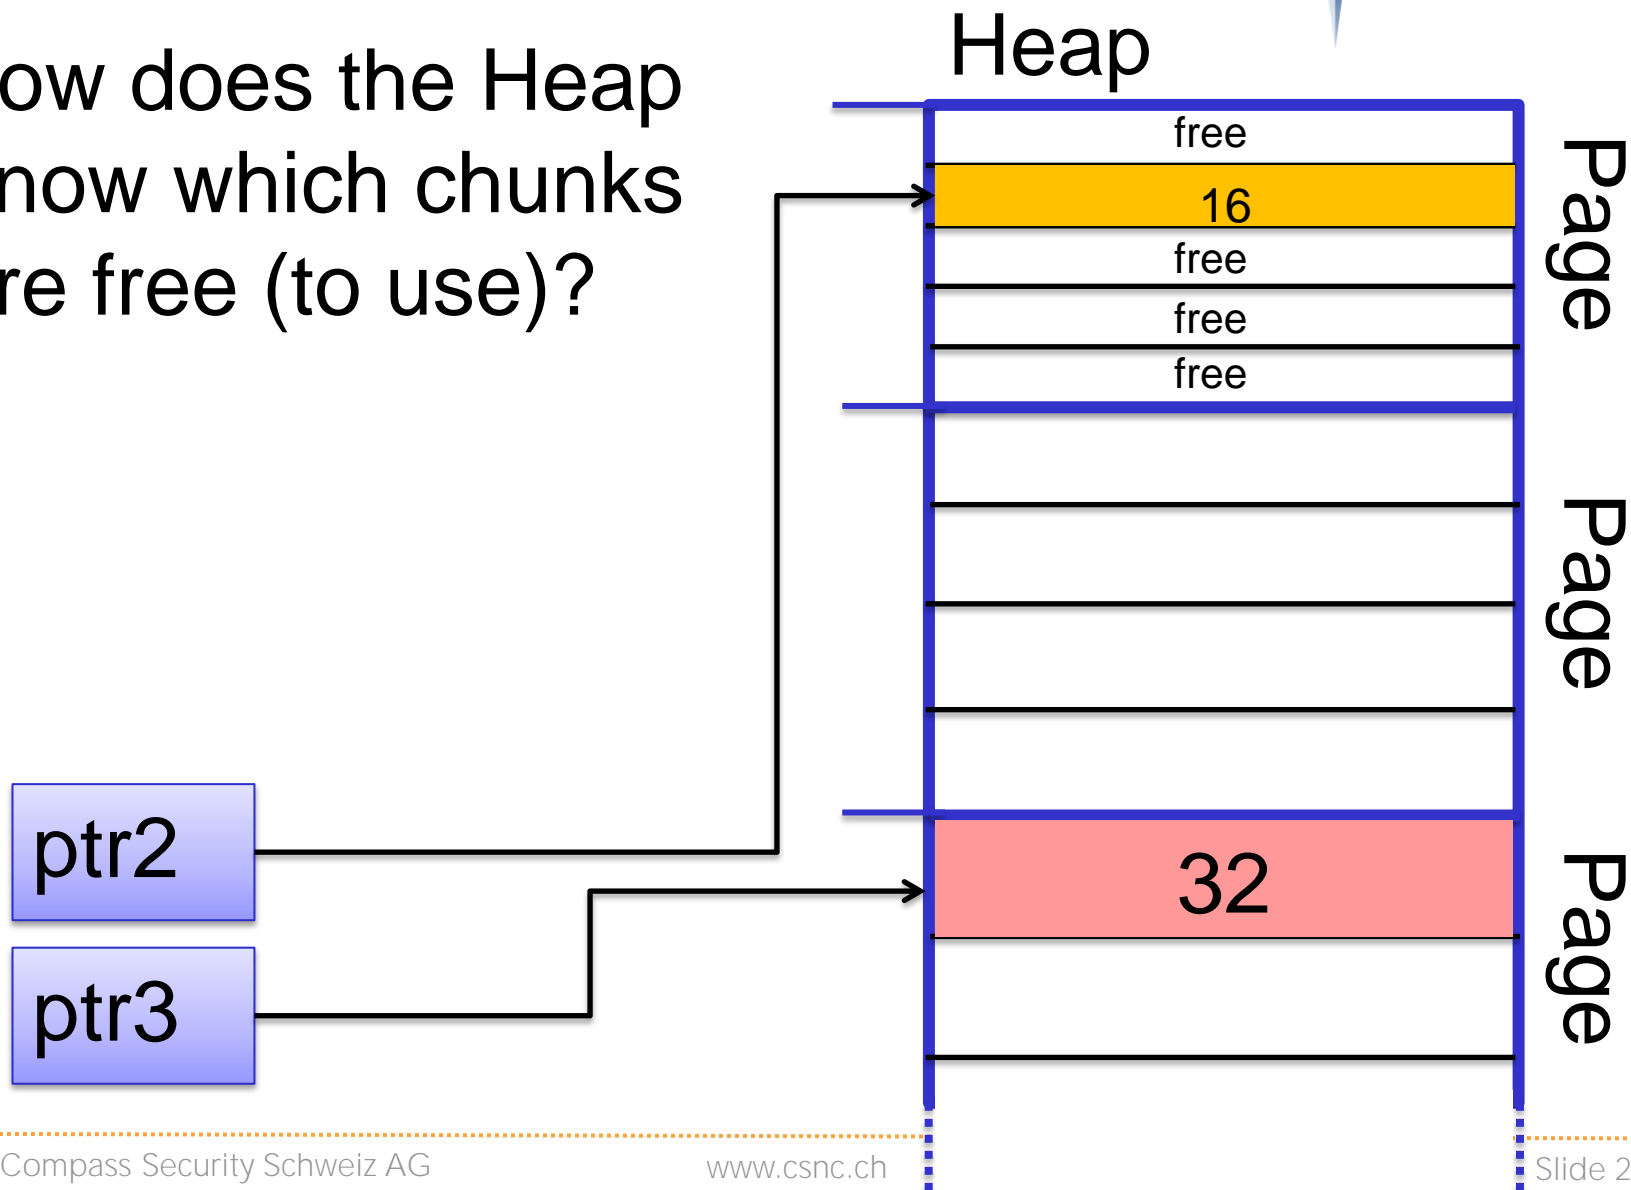 ow does the Heap
now which chunks
re free (to use)?
Heap
free
16
free
free
free
Page
Page
32
Page
ptr2
ptr3
Compass Security Schweiz AG
www.csnc.ch
Slide 2